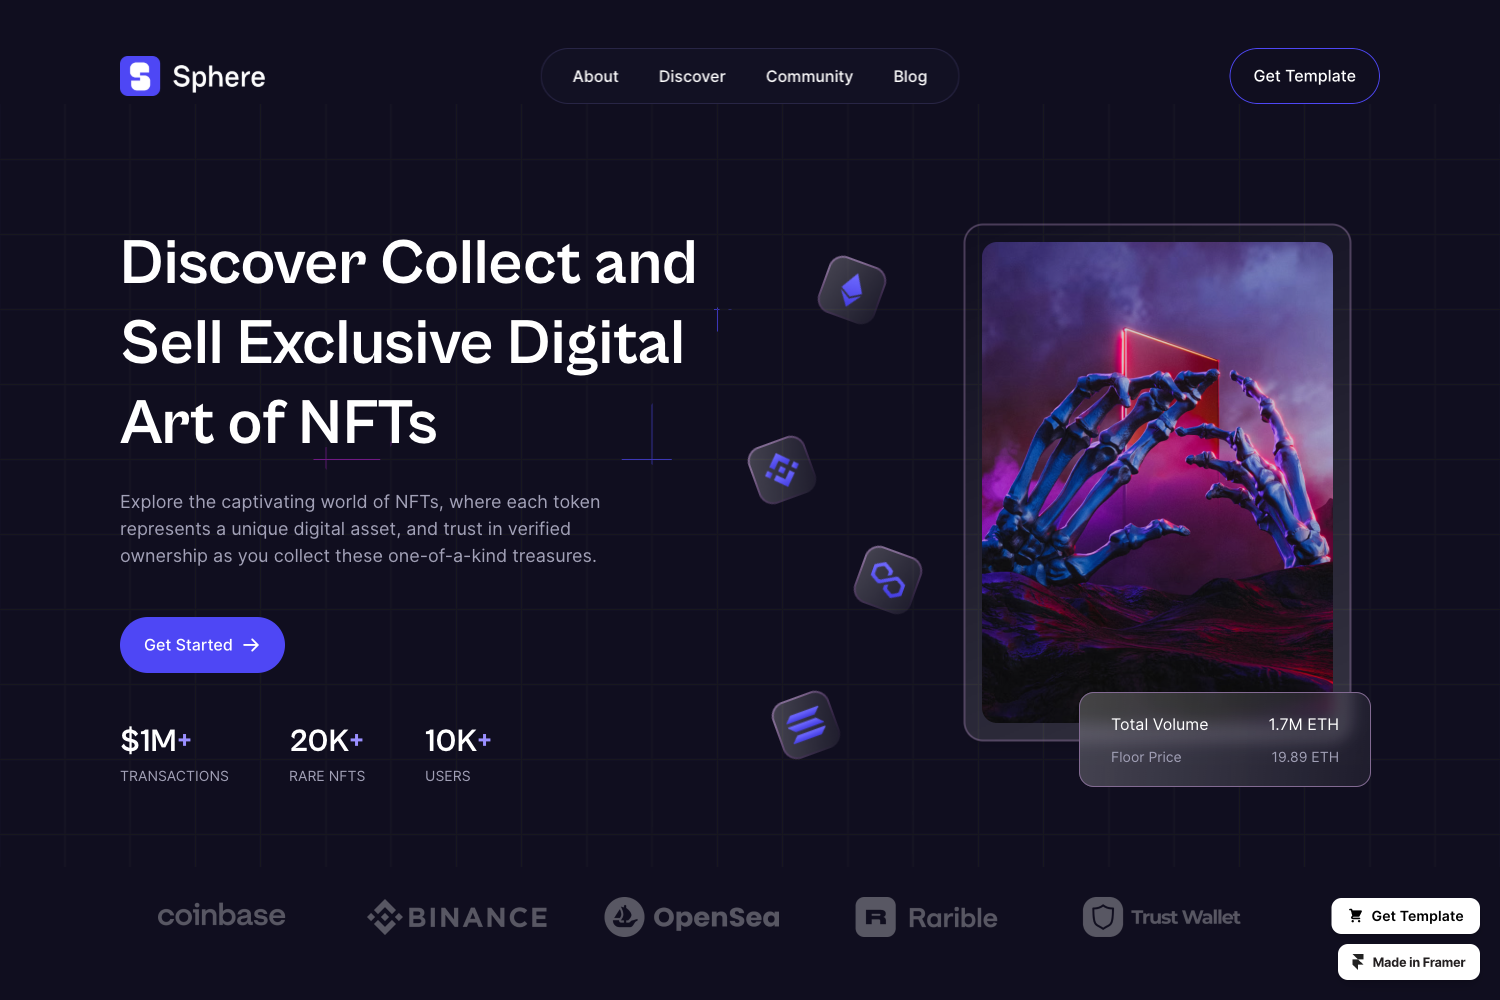 Sphere
About
Discover
Community
Blog
Get Template
Discover Collect and
Sell Exclusive Digital
Art of NFTs
Explore the captivating world of NFTs, where each token
represents a unique digital asset, and trust in verified
ownership as you collect these one-of-a-kind treasures.
Get Started
$1M+
TRANSACTIONS
20K+
RARE NFTS
10K+
USERS
Total Volume 1.7M ETH
Floor Price 19.89 ETH
coinbase
BINANCE
OpenSea
Rarible
Trust Wallet
Get Template
Made in Framer